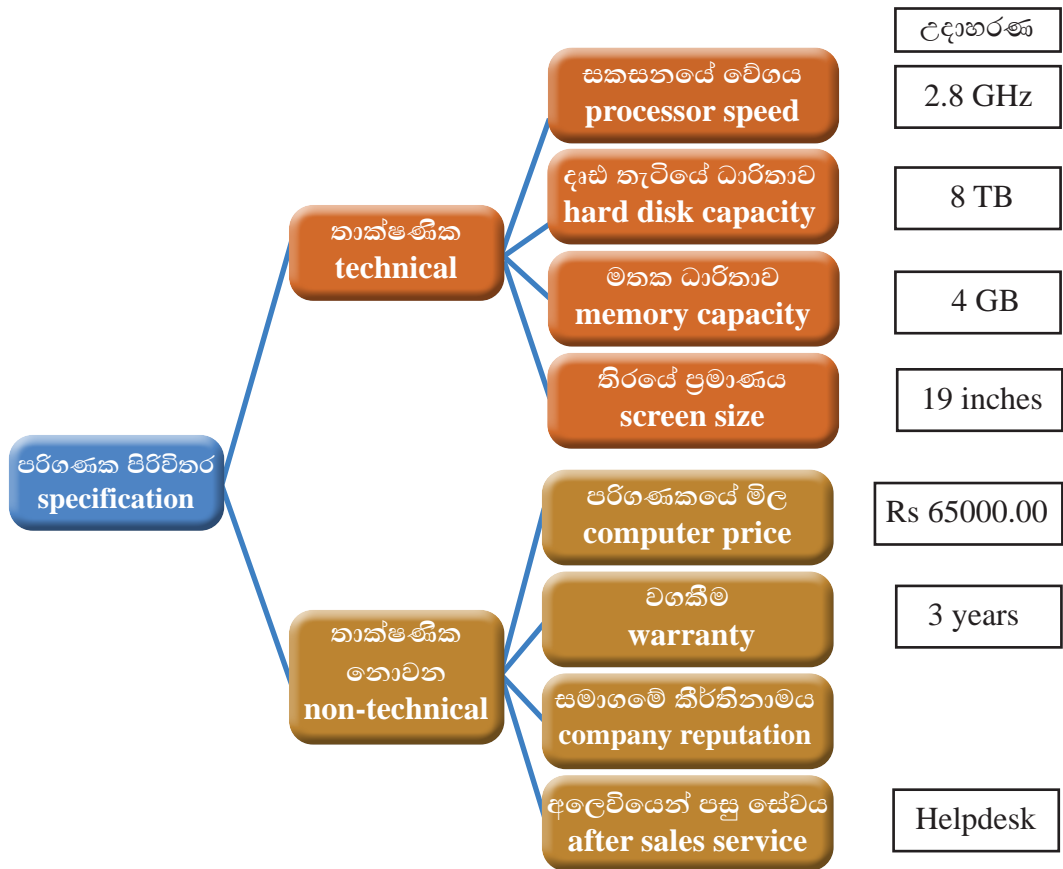 උදාහරණ
සකසනයේ වේගය
processor speed
2.8 GHz
දෘඪ තැටියේ ධාරිතාව
hard disk capacity
8 TB
තාක්ෂණික
technical
මතක ධාරිතාව
memory capacity
4 GB
තිරයේ ප්‍රමාණය
screen size
19 inches
පරිගණක පිරිවිතර
specification
පරිගණකයේ මිල
computer price
Rs 65000.00
වගකීම
warranty
3 years
තාක්ෂණික
නොවන
non-technical
සමාගමේ කීර්තිනාමය
company reputation
අලෙවියෙන් පසු සේවය
after sales service
Helpdesk